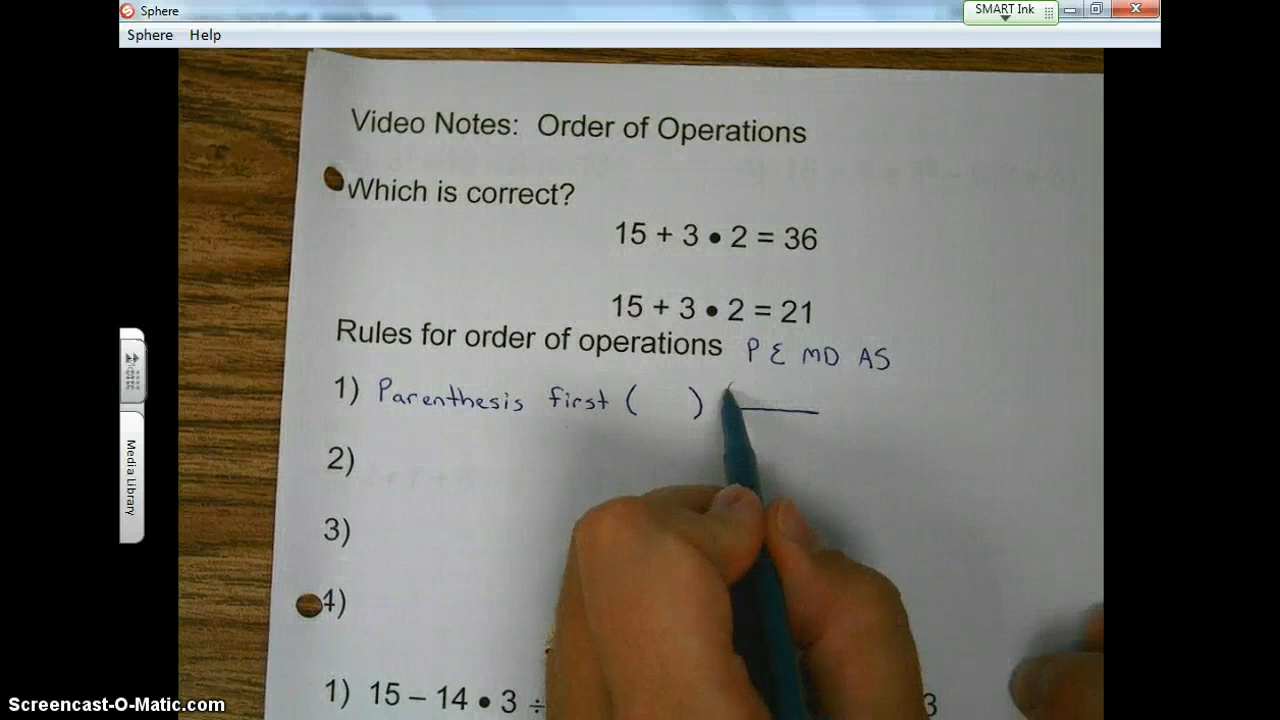 Sphere
SMART Ink
Sphere Help
Video Notes: Order of Operations
Which is correct?
15 + 3 • 2 = 36
15 + 3 • 2 = 21
Rules for order of operations P E MD AS
1) Parenthesis first ( )
2)
3)
4)
1) 15 – 14 • 3 ÷
3
Media Library
Screencast-O-Matic.com